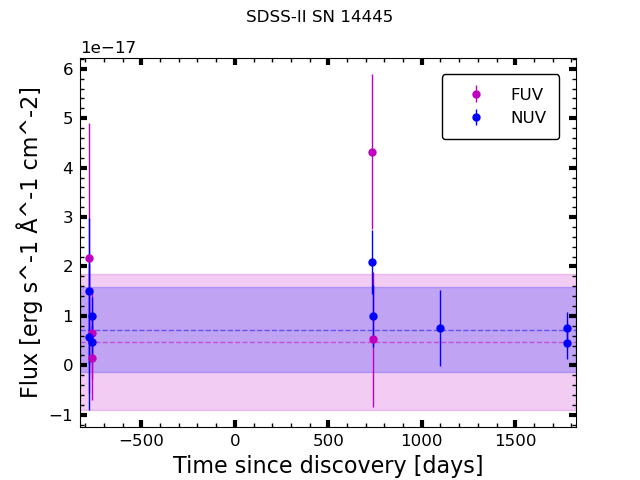 SDSS-II SN 14445
1e−17
6
5
4
3
2
1
0
−1
−500
0
500
1000
1500
Flux [erg s^-1 Å^-1 cm^-2]
Time since discovery [days]
FUV
NUV